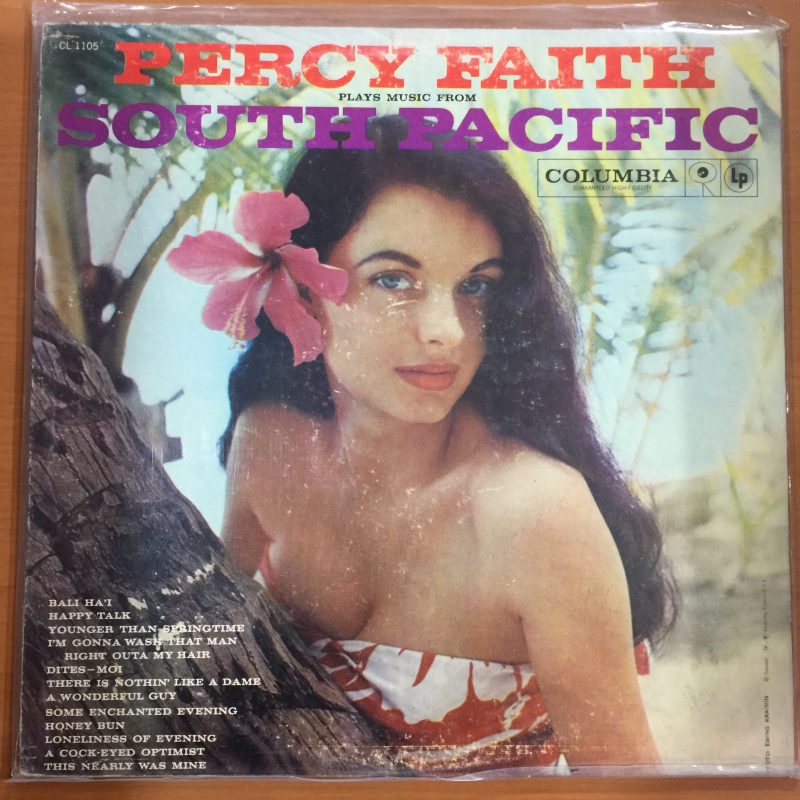 CL 1105
PERCY FAITH
PLAYS MUSIC FROM
SOUTH PACIFIC
COLUMBIA
GUARANTEED HIGH-FIDELITY
Lp
BALI HA'I
HAPPY TALK
YOUNGER THAN SPRINGTIME
I'M GONNA WASH THAT MAN
RIGHT OUTA MY HAIR
DITES-MOI
THERE IS NOTHIN' LIKE A DAME
A WONDERFUL GUY
SOME ENCHANTED EVENING
HONEY BUN
LONELINESS OF EVENING
A COCK-EYED OPTIMIST
THIS NEARLY WAS MINE
EWING KRAININ